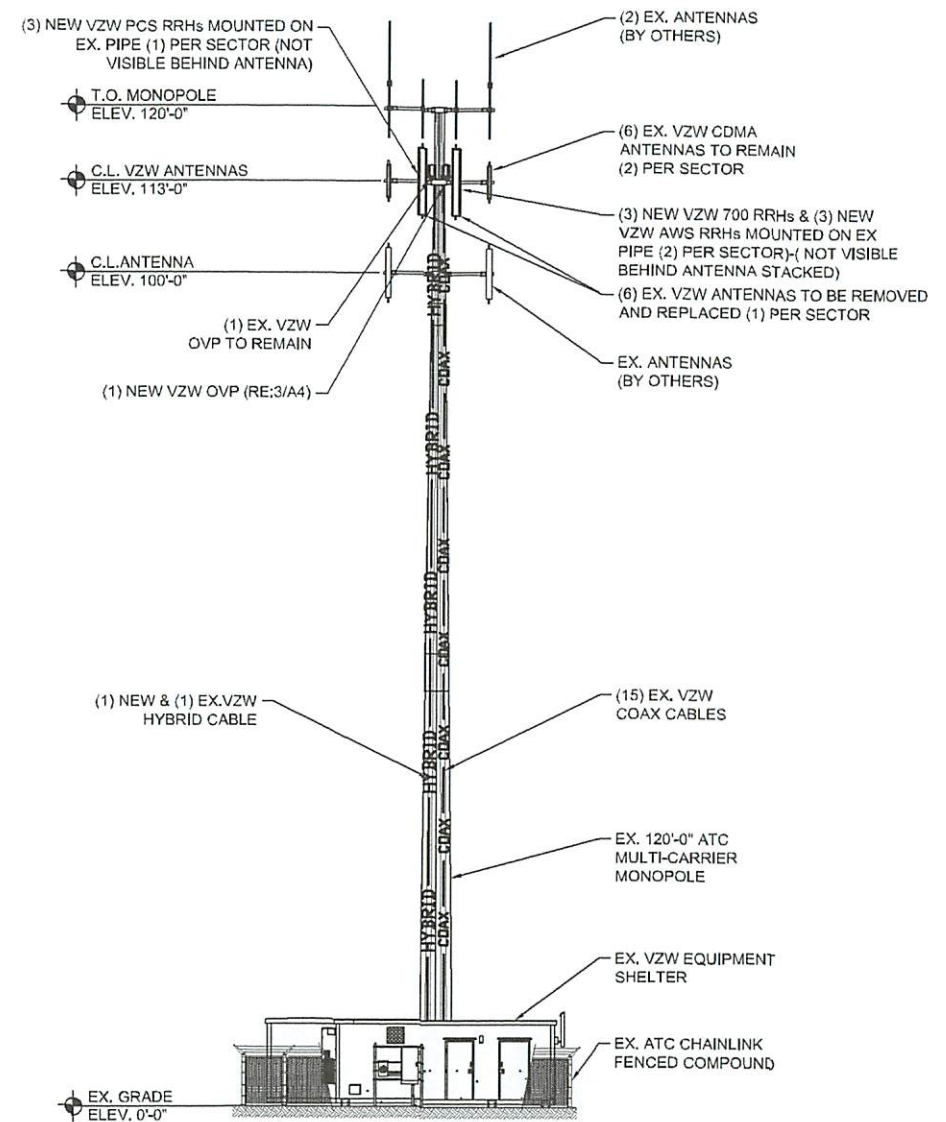 (3) NEW VZW PCS RRHs MOUNTED ON
EX. PIPE (1) PER SECTOR (NOT
VISIBLE BEHIND ANTENNA)
T.O. MONOPOLE
ELEV. 120'-0"
C.L. VZW ANTENNAS
ELEV. 113'-0"
C.L.ANTENNA
ELEV. 100'-0"
(1) EX. VZW
OVP TO REMAIN
(1) NEW VZW OVP (RE:3/A4)
(2) EX. ANTENNAS
(BY OTHERS)
(6) EX. VZW CDMA
ANTENNAS TO REMAIN
(2) PER SECTOR
(3) NEW VZW 700 RRHs & (3) NEW
VZW AWS RRHs MOUNTED ON EX
PIPE (2) PER SECTOR)-( NOT VISIBLE
BEHIND ANTENNA STACKED)
(6) EX. VZW ANTENNAS TO BE REMOVED
AND REPLACED (1) PER SECTOR
EX. ANTENNAS
(BY OTHERS)
HYBRID
COAX
COAX
HYBRID
COAX
COAX
HYBRID
COAX
(1) NEW & (1) EX.VZW
HYBRID CABLE
(15) EX. VZW
COAX CABLES
HYBRID
COAX
COAX
HYBRID
COAX
EX. 120'-0" ATC
MULTI-CARRIER
MONOPOLE
EX. VZW EQUIPMENT
SHELTER
EX. ATC CHAINLINK
FENCED COMPOUND
EX. GRADE
ELEV. 0'-0"